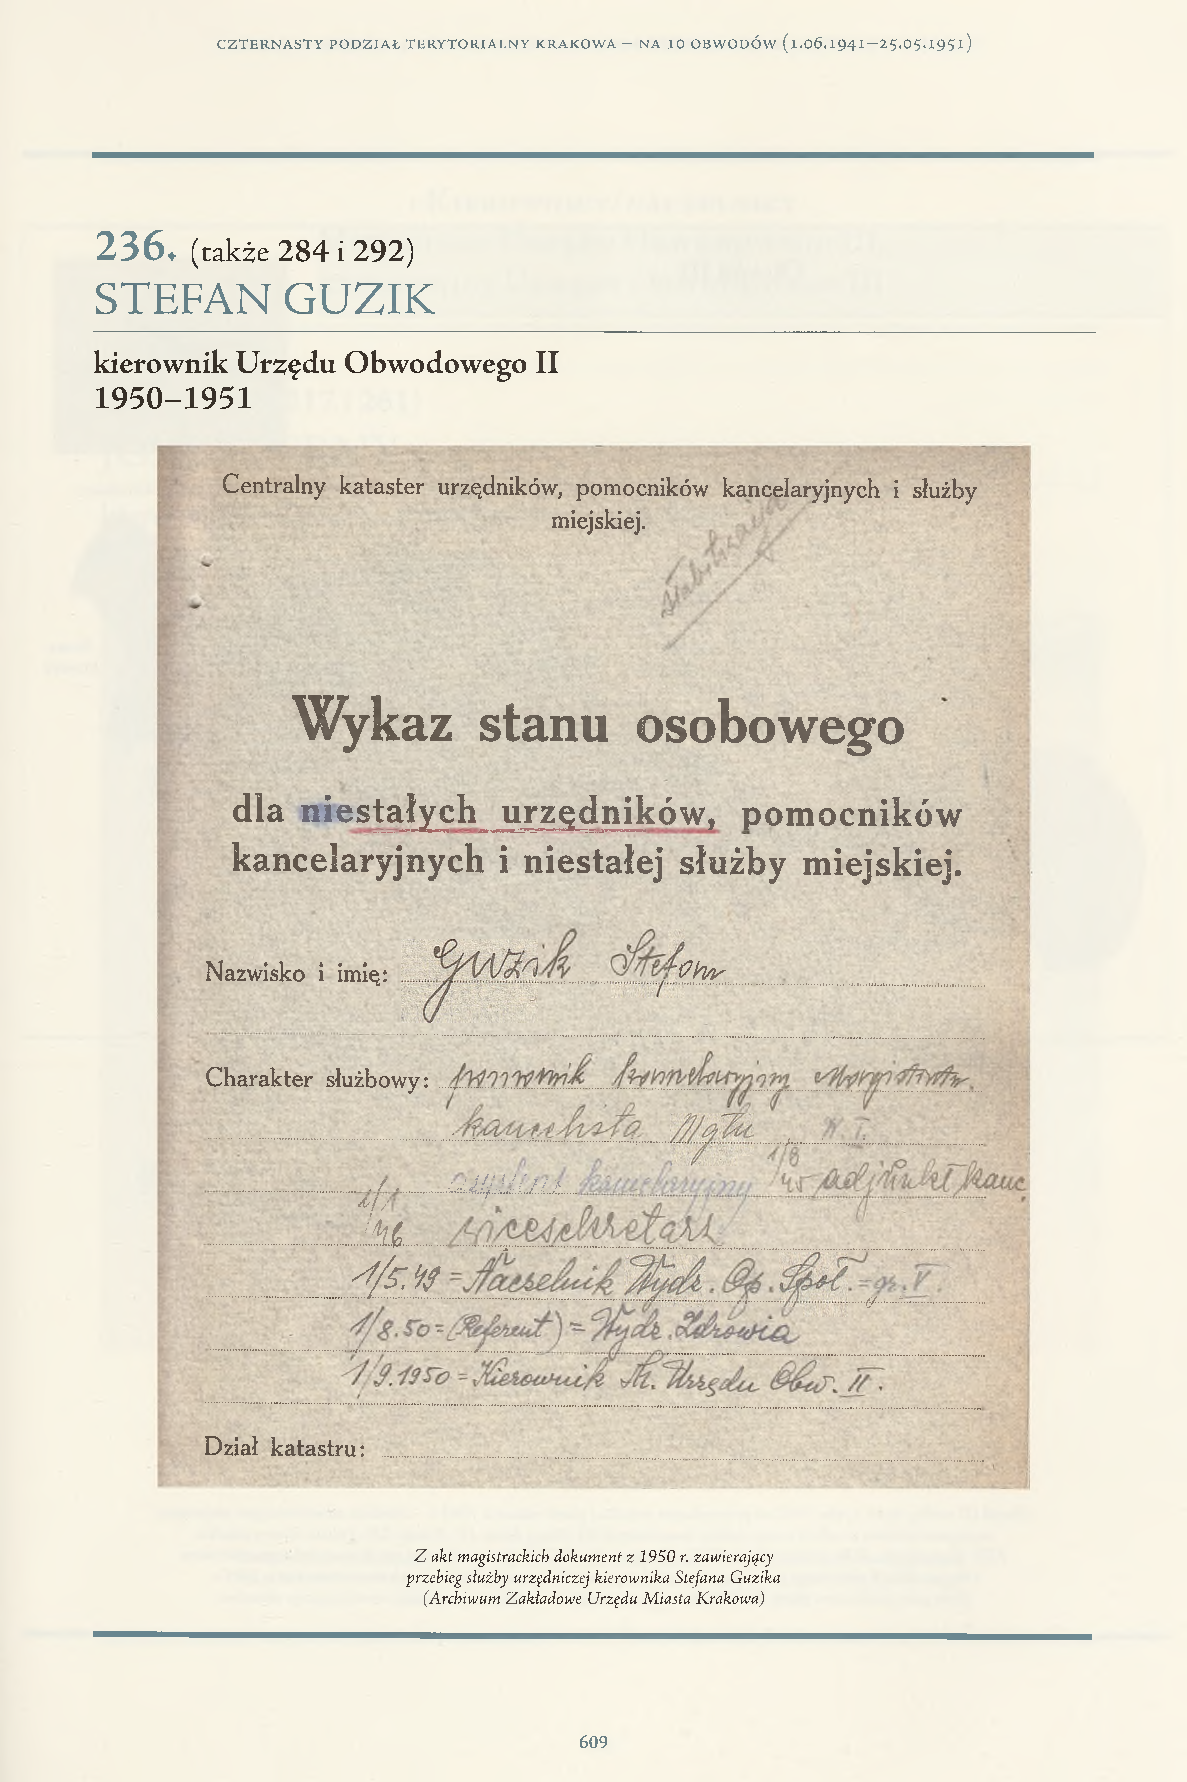 CZTERNASTY PODZIAŁ TERYTORIALNY KRAKOWA — NA 10 OBWODÓW (1.06.1941—25.05.1951)
236. (także 284 i 292)
STEFAN GUZIK
kierownik Urzędu Obwodowego II
1950–1951
Centralny kataster urzędników, pomocników kancelaryjnych i służby
miejskiej.
Wykaz stanu osobowego
dla niestałych urzędników, pomocników
kancelaryjnych i niestałej służby miejskiej.
Nazwisko i imię: Guzik Stefan
Charakter służbowy: kancelaryjny Magistratu
kancelista Mgtu
kancelaryjny 1/8 45 adjunkt kanc.
1/1 46 wicesekretarz
1/5.49 = Naczelnik Wydz. Op. Społ. = gr. V
1/8.50 = (Referent) = Wydz. Zdrowia
1/9.1950 = Kierownik M. Urzędu Obw. II.
Dział katastru:
Z akt magistrackich dokument z 1950 r. zawierający
przebieg służby urzędniczej kierownika Stefana Guzika
(Archiwum Zakładowe Urzędu Miasta Krakowa)
609